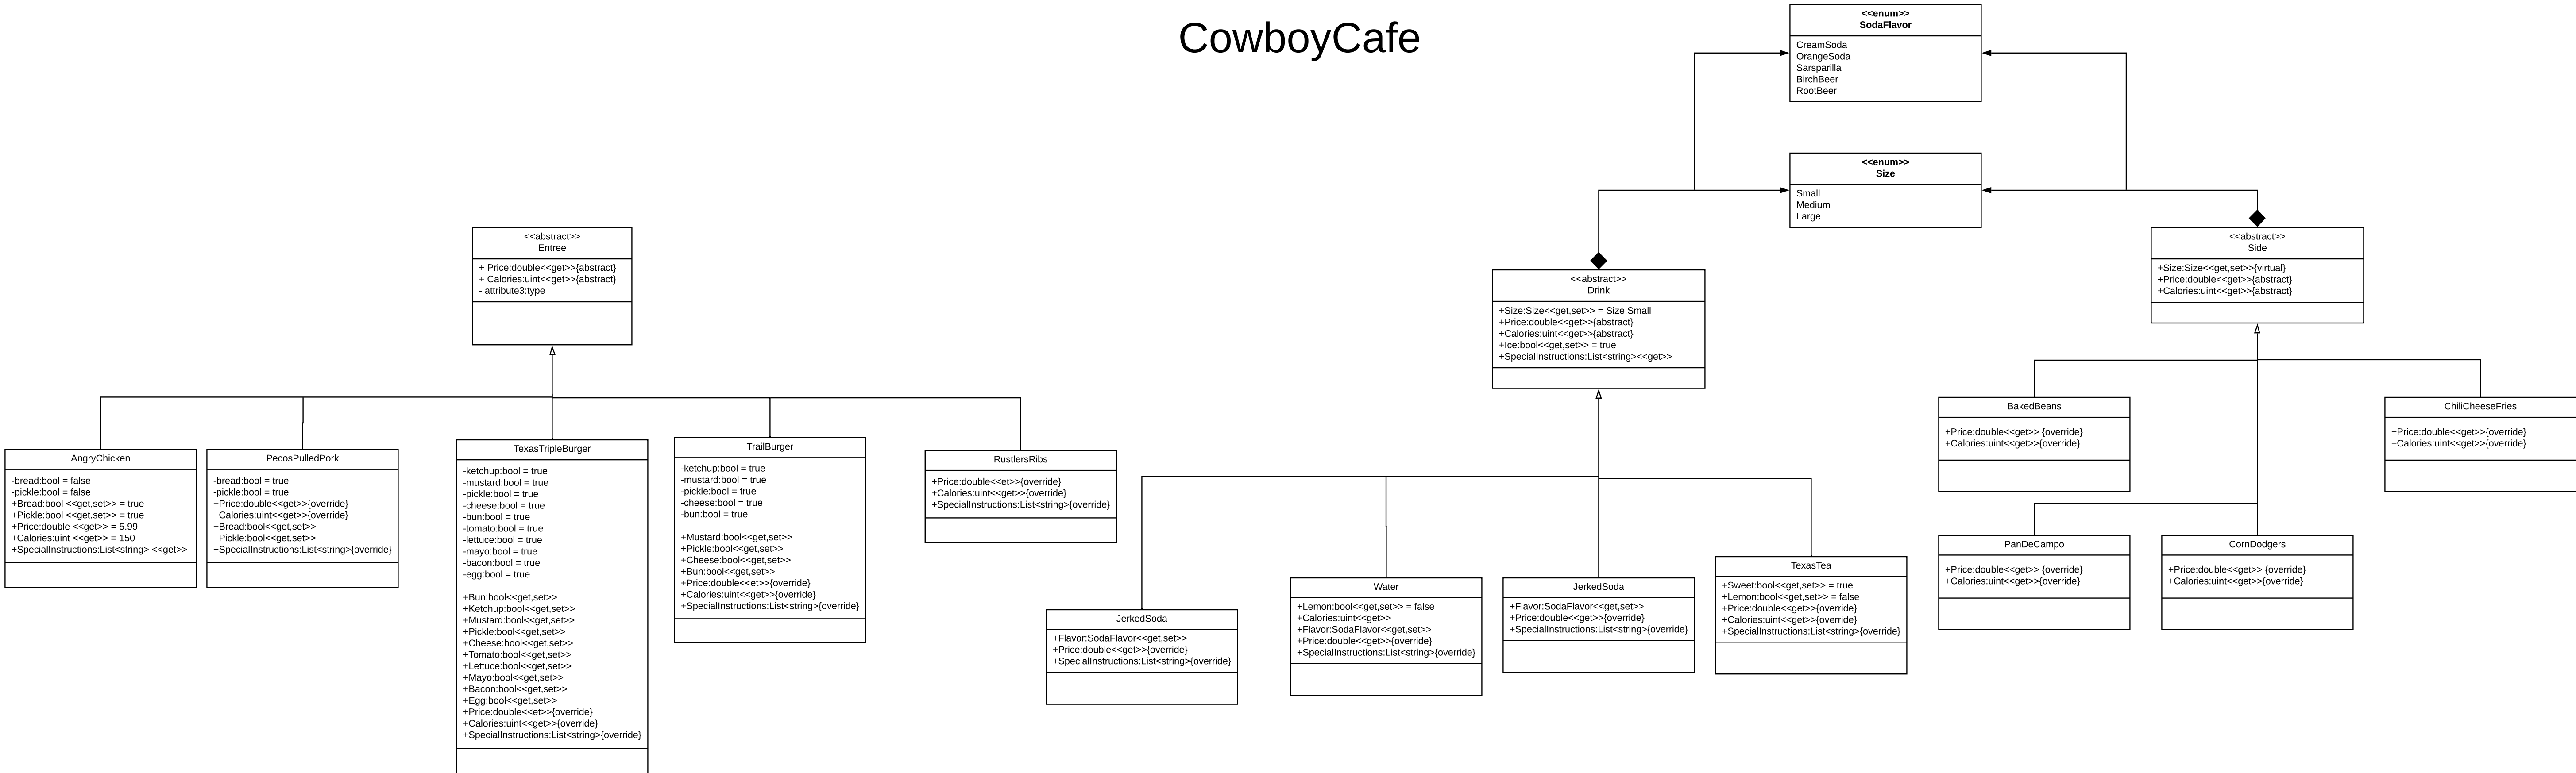 CowboyCafe
<<enum>>
SodaFlavor
CreamSoda
OrangeSoda
Sarsparilla
BirchBeer
RootBeer
<<enum>>
Size
Small
Medium
Large
<<abstract>>
Entree
+ Price:double<<get>>{abstract}
+ Calories:uint<<get>>{abstract}
- attribute3:type
<<abstract>>
Drink
+Size:Size<<get,set>> = Size.Small
+Price:double<<get>>{abstract}
+Calories:uint<<get>>{abstract}
+Ice:bool<<get,set>> = true
+SpecialInstructions:List<string><<get>>
<<abstract>>
Side
+Size:Size<<get,set>>{virtual}
+Price:double<<get>>{abstract}
+Calories:uint<<get>>{abstract}
AngryChicken
-bread:bool = false
-pickle:bool = false
+Bread:bool <<get,set>> = true
+Pickle:bool <<get,set>> = true
+Price:double <<get>> = 5.99
+Calories:uint <<get>> = 150
+SpecialInstructions:List<string> <<get>>
PecosPulledPork
-bread:bool = true
-pickle:bool = true
+Price:double<<get>>{override}
+Calories:uint<<get>>{override}
+Bread:bool<<get,set>>
+Pickle:bool<<get,set>>
+SpecialInstructions:List<string>{override}
TexasTripleBurger
-ketchup:bool = true
-mustard:bool = true
-pickle:bool = true
-cheese:bool = true
-bun:bool = true
-tomato:bool = true
-lettuce:bool = true
-mayo:bool = true
-bacon:bool = true
-egg:bool = true
+Bun:bool<<get,set>>
+Ketchup:bool<<get,set>>
+Mustard:bool<<get,set>>
+Pickle:bool<<get,set>>
+Cheese:bool<<get,set>>
+Tomato:bool<<get,set>>
+Lettuce:bool<<get,set>>
+Mayo:bool<<get,set>>
+Bacon:bool<<get,set>>
+Egg:bool<<get,set>>
+Price:double<<et>>{override}
+Calories:uint<<get>>{override}
+SpecialInstructions:List<string>{override}
TrailBurger
-ketchup:bool = true
-mustard:bool = true
-pickle:bool = true
-cheese:bool = true
-bun:bool = true
+Mustard:bool<<get,set>>
+Pickle:bool<<get,set>>
+Cheese:bool<<get,set>>
+Bun:bool<<get,set>>
+Price:double<<et>>{override}
+Calories:uint<<get>>{override}
+SpecialInstructions:List<string>{override}
RustlersRibs
+Price:double<<et>>{override}
+Calories:uint<<get>>{override}
+SpecialInstructions:List<string>{override}
JerkedSoda
+Flavor:SodaFlavor<<get,set>>
+Price:double<<get>>{override}
+SpecialInstructions:List<string>{override}
Water
+Lemon:bool<<get,set>> = false
+Calories:uint<<get>>
+Flavor:SodaFlavor<<get,set>>
+Price:double<<get>>{override}
+SpecialInstructions:List<string>{override}
JerkedSoda
+Flavor:SodaFlavor<<get,set>>
+Price:double<<get>>{override}
+SpecialInstructions:List<string>{override}
TexasTea
+Sweet:bool<<get,set>> = true
+Lemon:bool<<get,set>> = false
+Price:double<<get>>{override}
+Calories:uint<<get>>{override}
+SpecialInstructions:List<string>{override}
BakedBeans
+Price:double<<get>> {override}
+Calories:uint<<get>>{override}
ChiliCheeseFries
+Price:double<<get>>{override}
+Calories:uint<<get>>{override}
PanDeCampo
+Price:double<<get>> {override}
+Calories:uint<<get>>{override}
CornDodgers
+Price:double<<get>> {override}
+Calories:uint<<get>>{override}